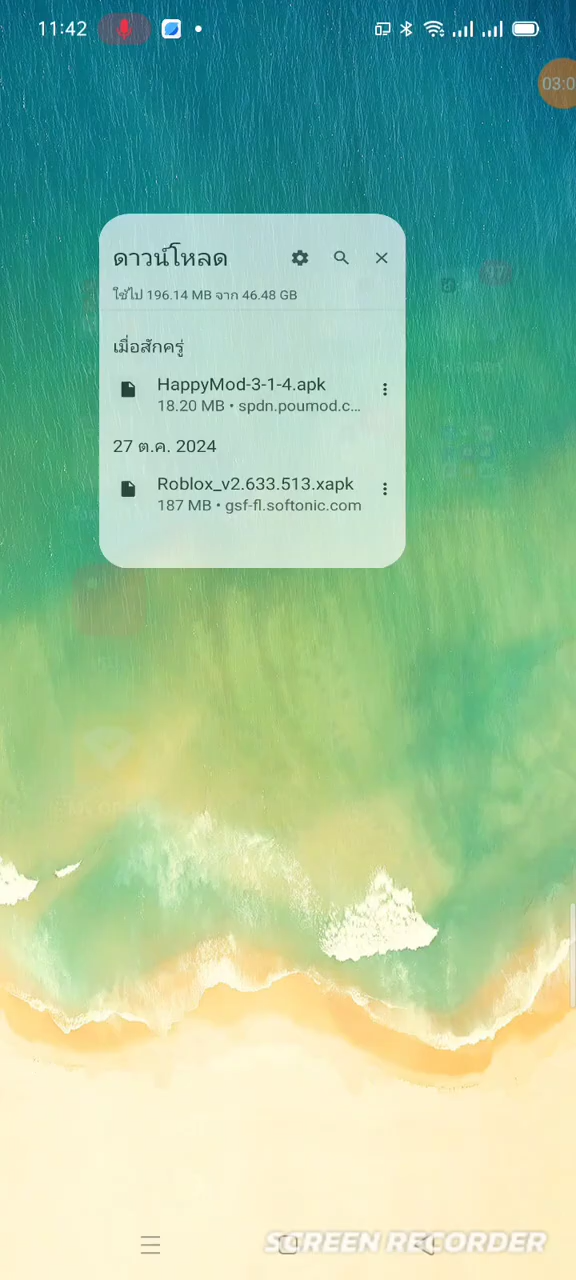 11:42
03:0
ดาวน์โหลด
ใช้ไป 196.14 MB จาก 46.48 GB
เมื่อสักครู่
HappyMod-3-1-4.apk
18.20 MB • spdn.poumod.c...
27 ต.ค. 2024
Roblox_v2.633.513.xapk
187 MB • gsf-fl.softonic.com
SCREEN RECORDER